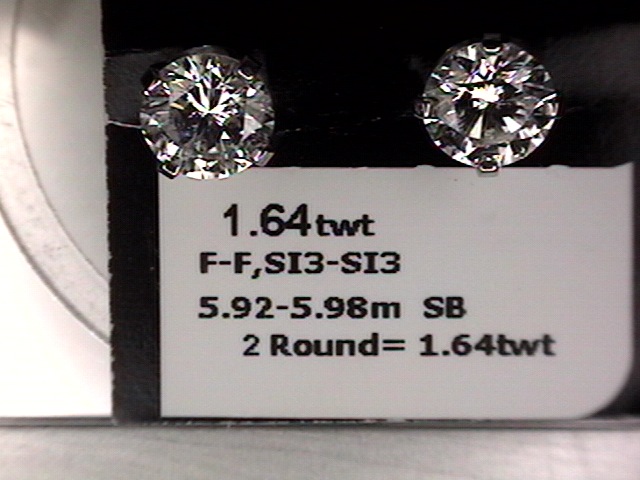 1.64twt
F-F,SI3-SI3
5.92-5.98m SB
2 Round= 1.64twt